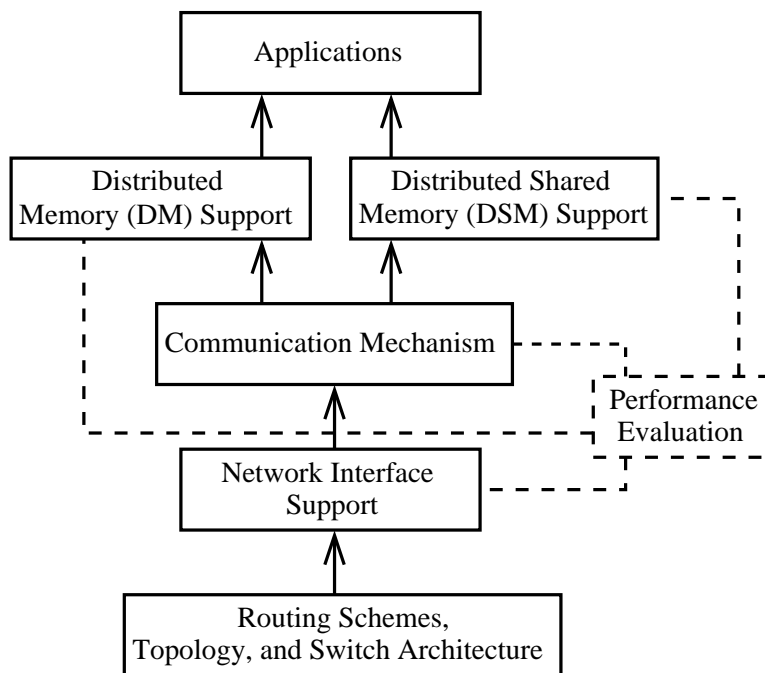 Applications
Distributed
Memory (DM) Support
Distributed Shared
Memory (DSM) Support
Communication Mechanism
Performance
Evaluation
Network Interface
Support
Routing Schemes,
Topology, and Switch Architecture